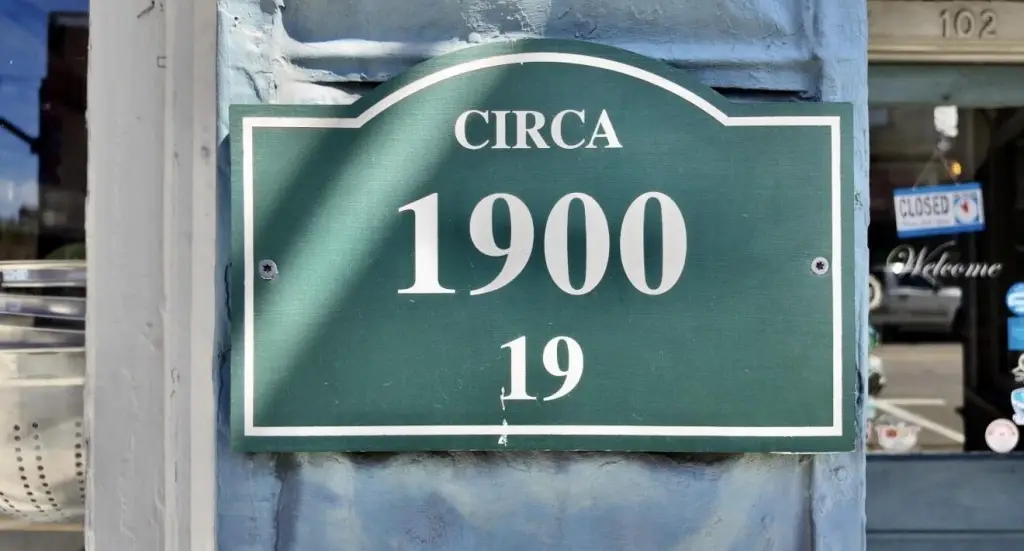 CIRCA
1900
19
102
CLOSED
Welcome